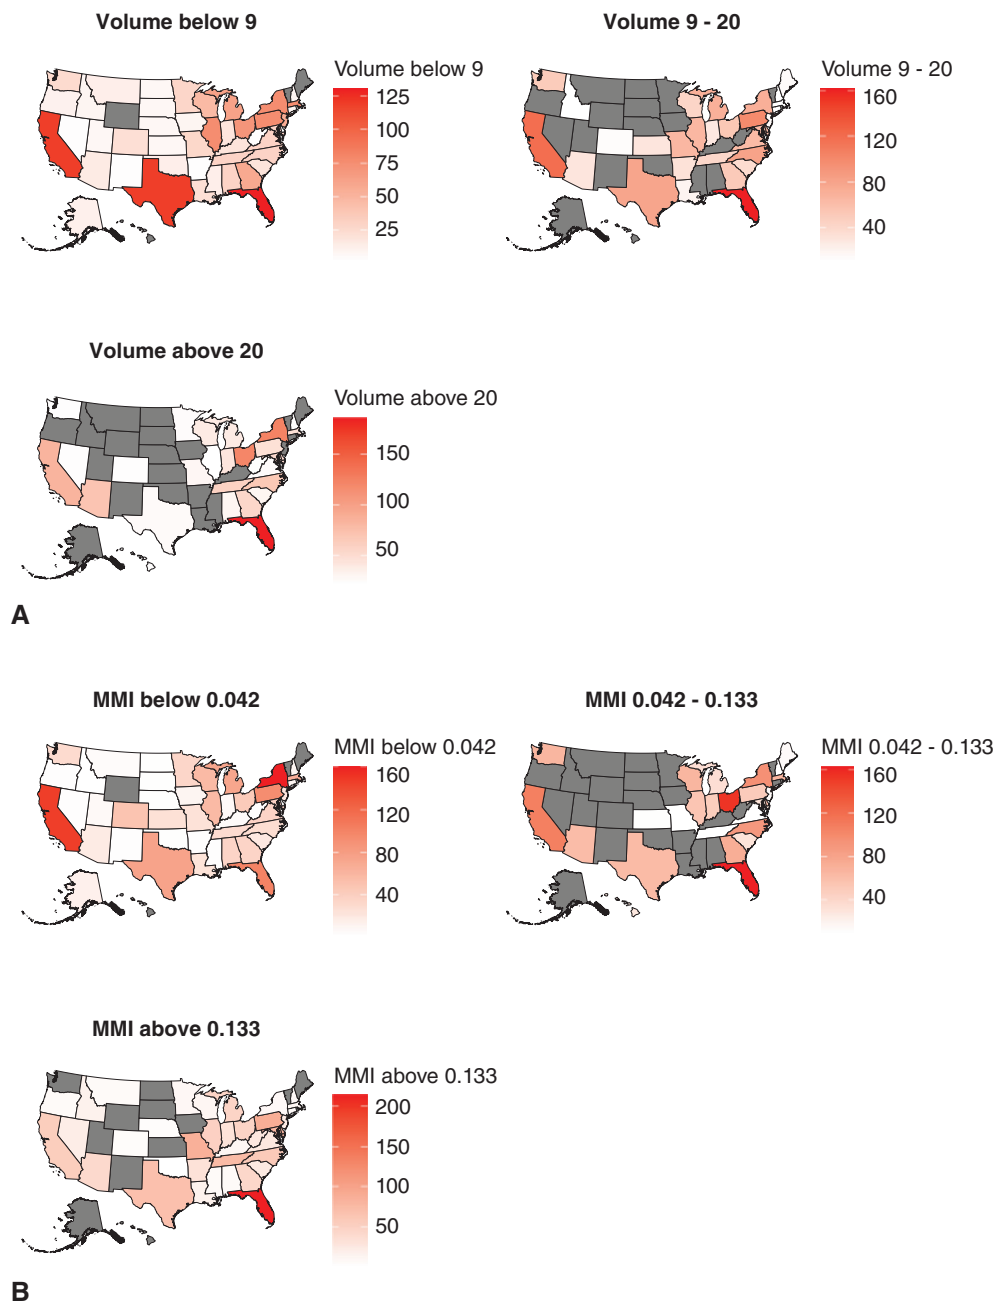 Volume below 9
Volume below 9
125
100
75
50
25
Volume 9 - 20
Volume 9 - 20
160
120
80
40
Volume above 20
Volume above 20
150
100
50
A
MMI below 0.042
MMI below 0.042
160
120
80
40
MMI 0.042 - 0.133
MMI 0.042 - 0.133
160
120
80
40
MMI above 0.133
MMI above 0.133
200
150
100
50
B